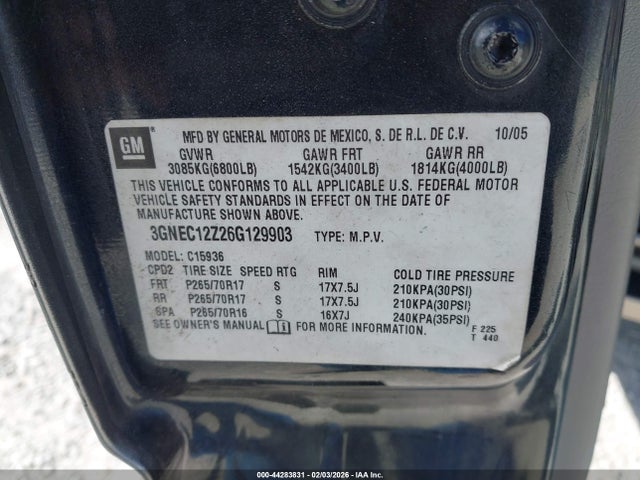 GM
MFD BY GENERAL MOTORS DE MEXICO, S. DE R.L. DE C.V. 10/05
GVWR GAWR FRT GAWR RR
3085KG(6800LB) 1542KG(3400LB) 1814KG(4000LB)
THIS VEHICLE CONFORMS TO ALL APPLICABLE U.S. FEDERAL MOTOR
VEHICLE SAFETY STANDARDS IN EFFECT ON THE DATE OF
MANUFACTURE SHOWN ABOVE.
3GNEC12Z26G129903 TYPE: M.P.V.
MODEL: C15936
CPD2 TIRE SIZE SPEED RTG RIM COLD TIRE PRESSURE
FRT P265/70R17 S 17X7.5J 210KPA(30PSI)
RR P265/70R17 S 17X7.5J 210KPA(30PSI)
SPA P265/70R16 S 16X7J 240KPA(35PSI)
SEE OWNER'S MANUAL FOR MORE INFORMATION.
F 225
T 440
000-44283831 - 02/03/2026 - IAA Inc.